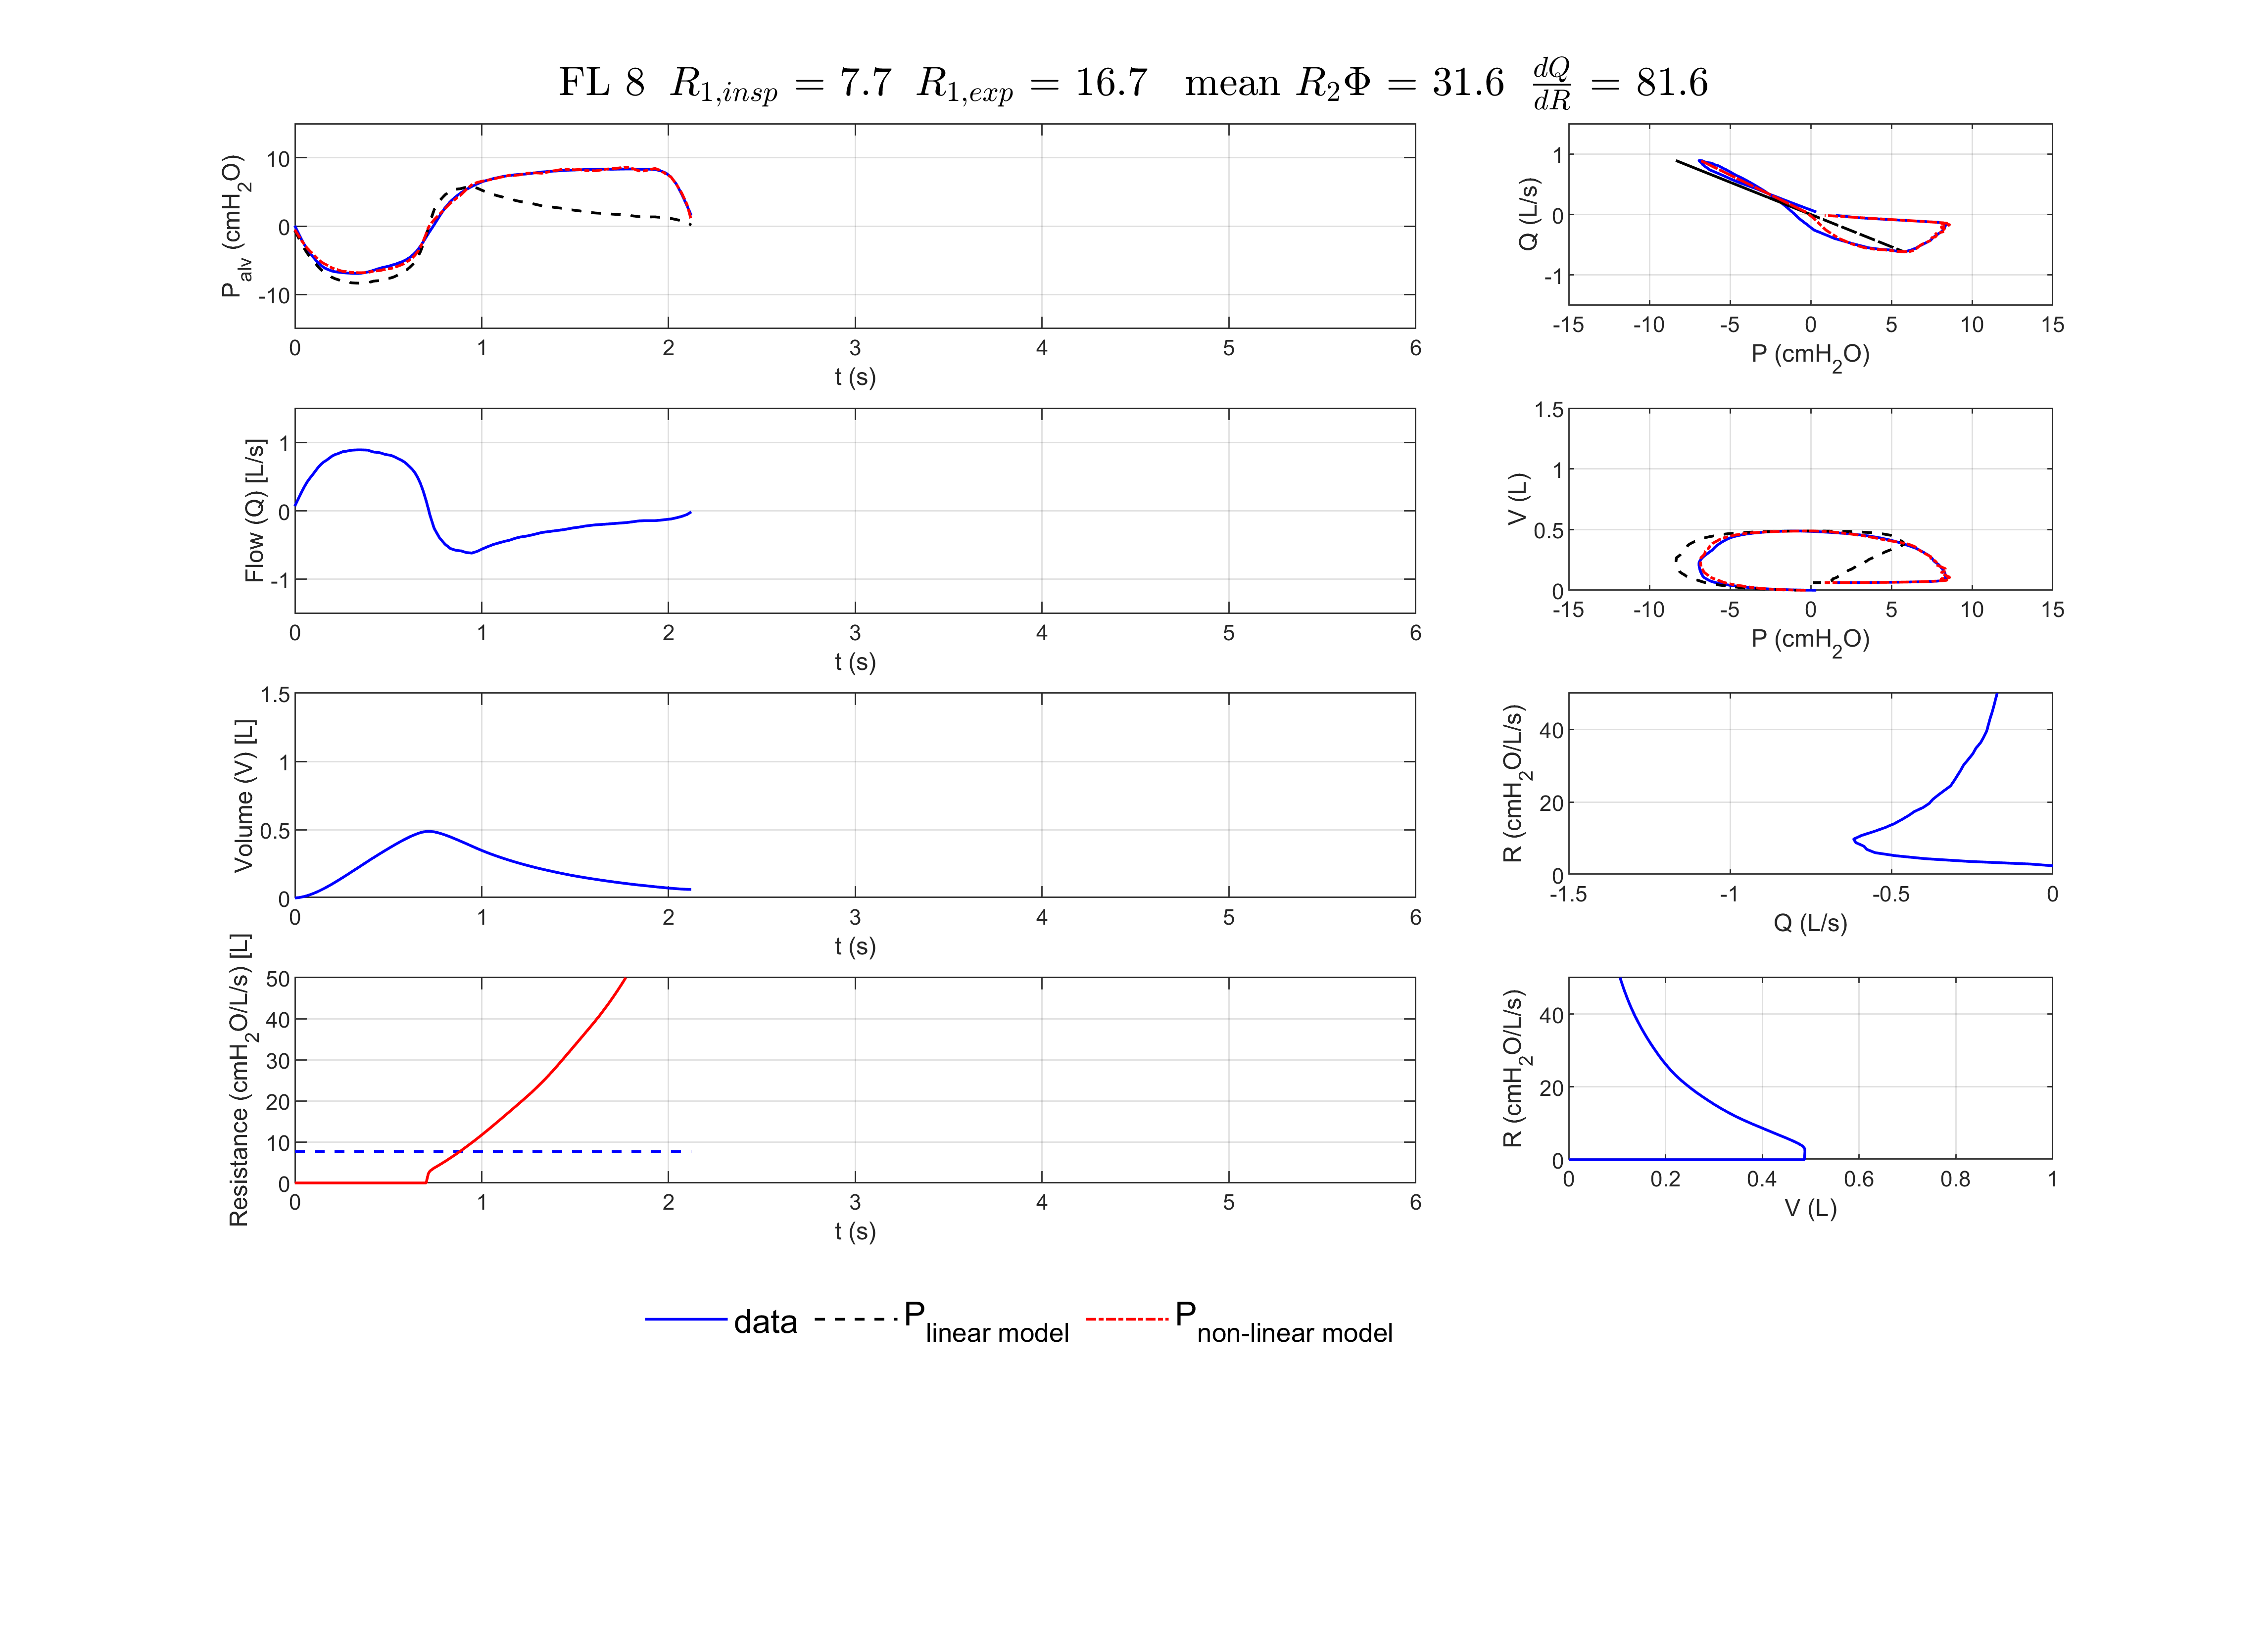 FL 8 R1,insp = 7.7 R1,exp = 16.7 mean R2Φ = 31.6 dQ/dR = 81.6
Palv (cmH2O)
10
0
-10
0 1 2 3 4 5 6
t (s)
Q (L/s)
1
0
-1
-15 -10 -5 0 5 10 15
P (cmH2O)
Flow (Q) [L/s]
1
0
-1
0 1 2 3 4 5 6
t (s)
V (L)
1.5
1
0.5
0
-15 -10 -5 0 5 10 15
P (cmH2O)
Volume (V) [L]
1.5
1
0.5
0
0 1 2 3 4 5 6
t (s)
R (cmH2O/L/s)
40
20
0
-1.5 -1 -0.5 0
Q (L/s)
Resistance (cmH2O/L/s) [L]
50
40
30
20
10
0
0 1 2 3 4 5 6
t (s)
R (cmH2O/L/s)
40
20
0
0 0.2 0.4 0.6 0.8 1
V (L)
data Plinear model Pnon-linear model